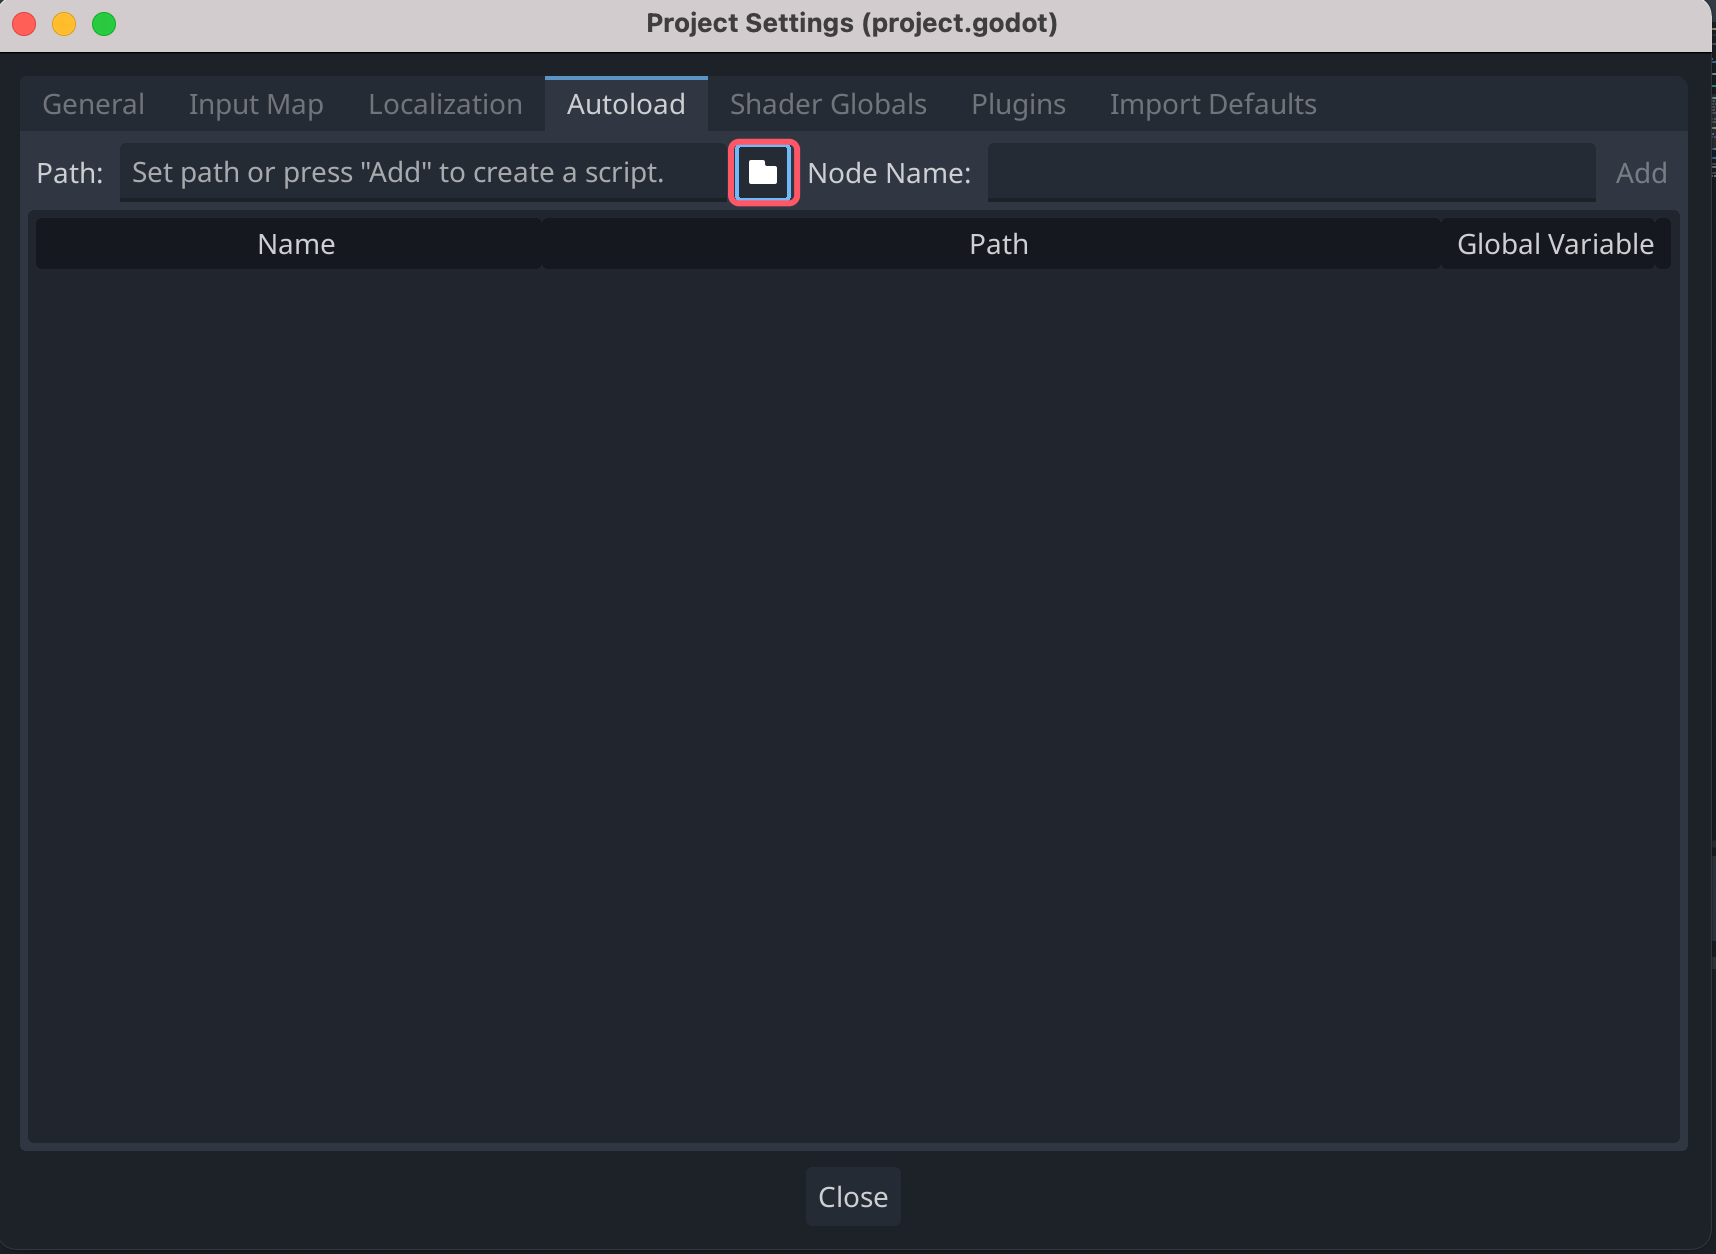 Project Settings (project.godot)
General Input Map Localization Autoload Shader Globals Plugins Import Defaults
Path: Set path or press "Add" to create a script. Node Name: Add
Name Path Global Variable
Close